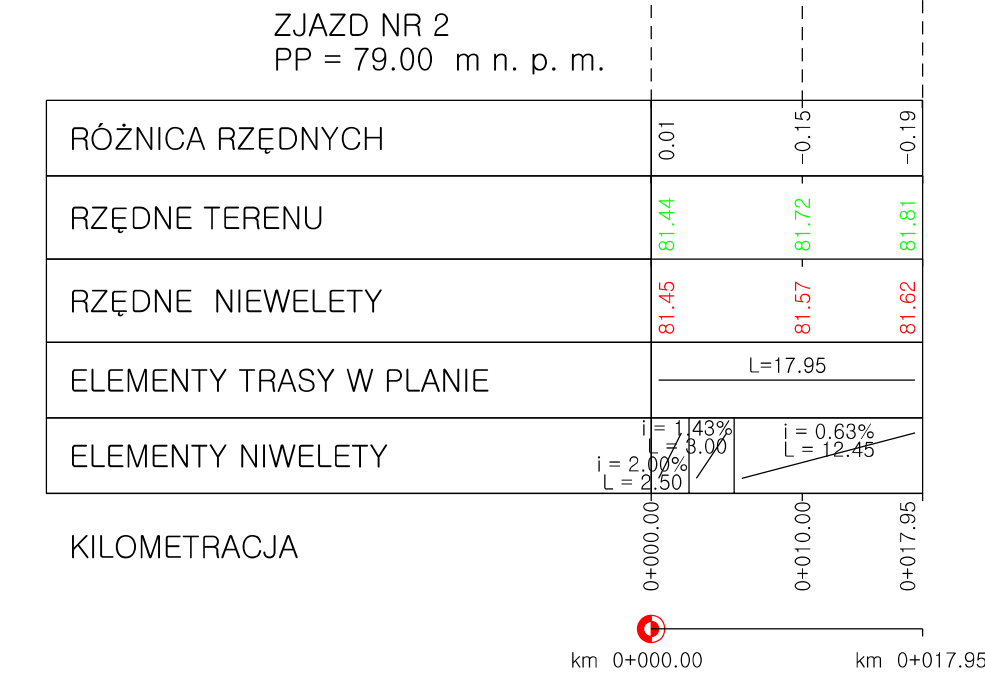 ZJAZD NR 2
PP = 79.00 m n. p. m.
RÓŻNICA RZĘDNYCH
0.01
-0.15
-0.19
RZĘDNE TERENU
81.44
81.72
81.81
RZĘDNE NIEWELETY
81.45
81.57
81.62
ELEMENTY TRASY W PLANIE
L=17.95
ELEMENTY NIWELETY
i = 2.00%
L = 2.50
i = 1.43%
L = 3.00
i = 0.63%
L = 12.45
KILOMETRACJA
0+000.00
0+010.00
0+017.95
km 0+000.00
km 0+017.95